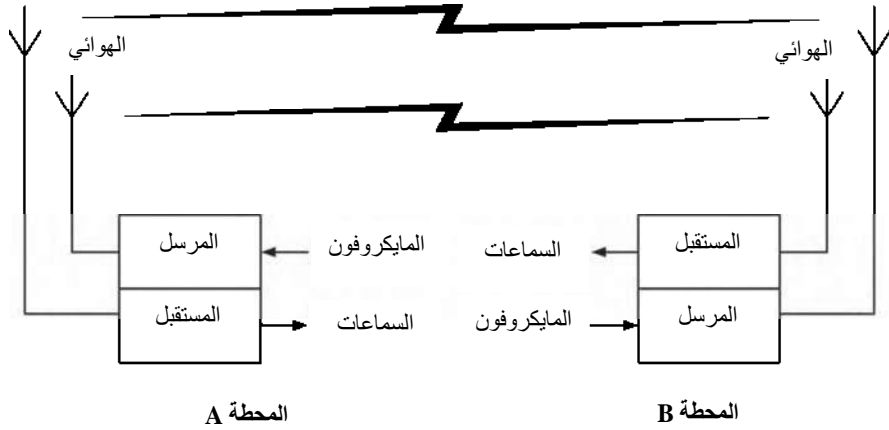 الهوائي
الهوائي
المرسل
المايكروفون
السماعات
المستقبل
المستقبل
السماعات
المايكروفون
المرسل
المحطة A
المحطة B